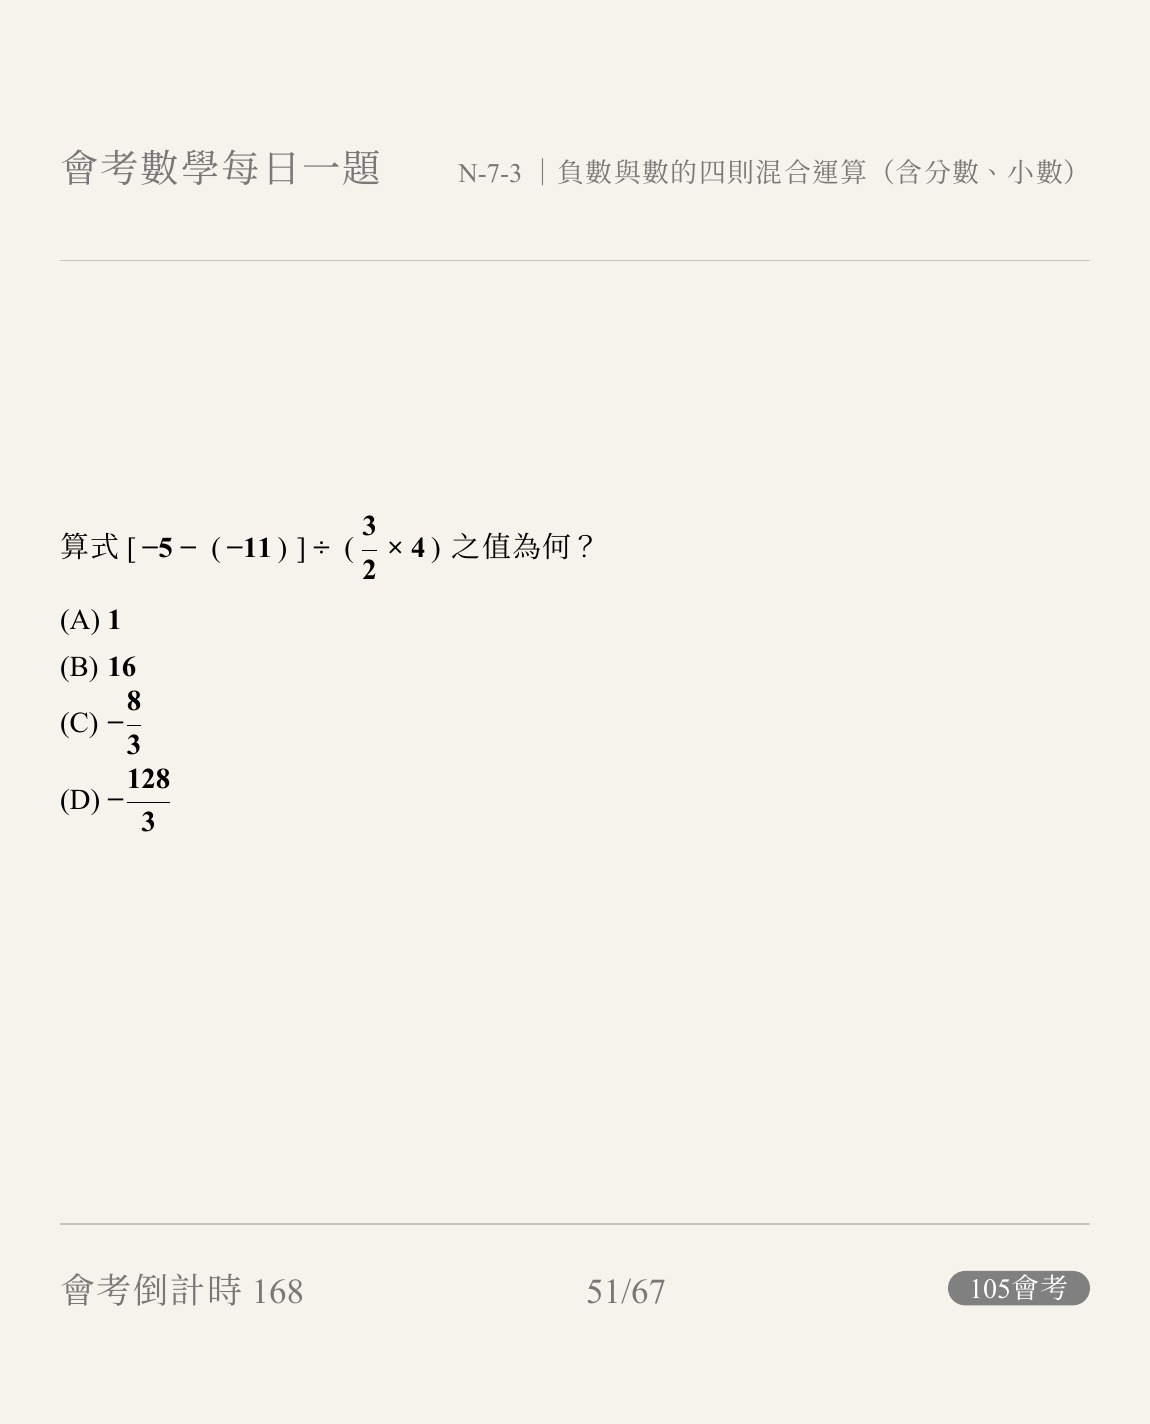 會考數學每日一題
N-7-3｜負數與數的四則混合運算（含分數、小數）
算式 [ −5 − ( −11 ) ] ÷ ( 3/2 × 4 ) 之值為何？
(A) 1
(B) 16
(C) −8/3
(D) −128/3
會考倒計時 168
51/67
105會考